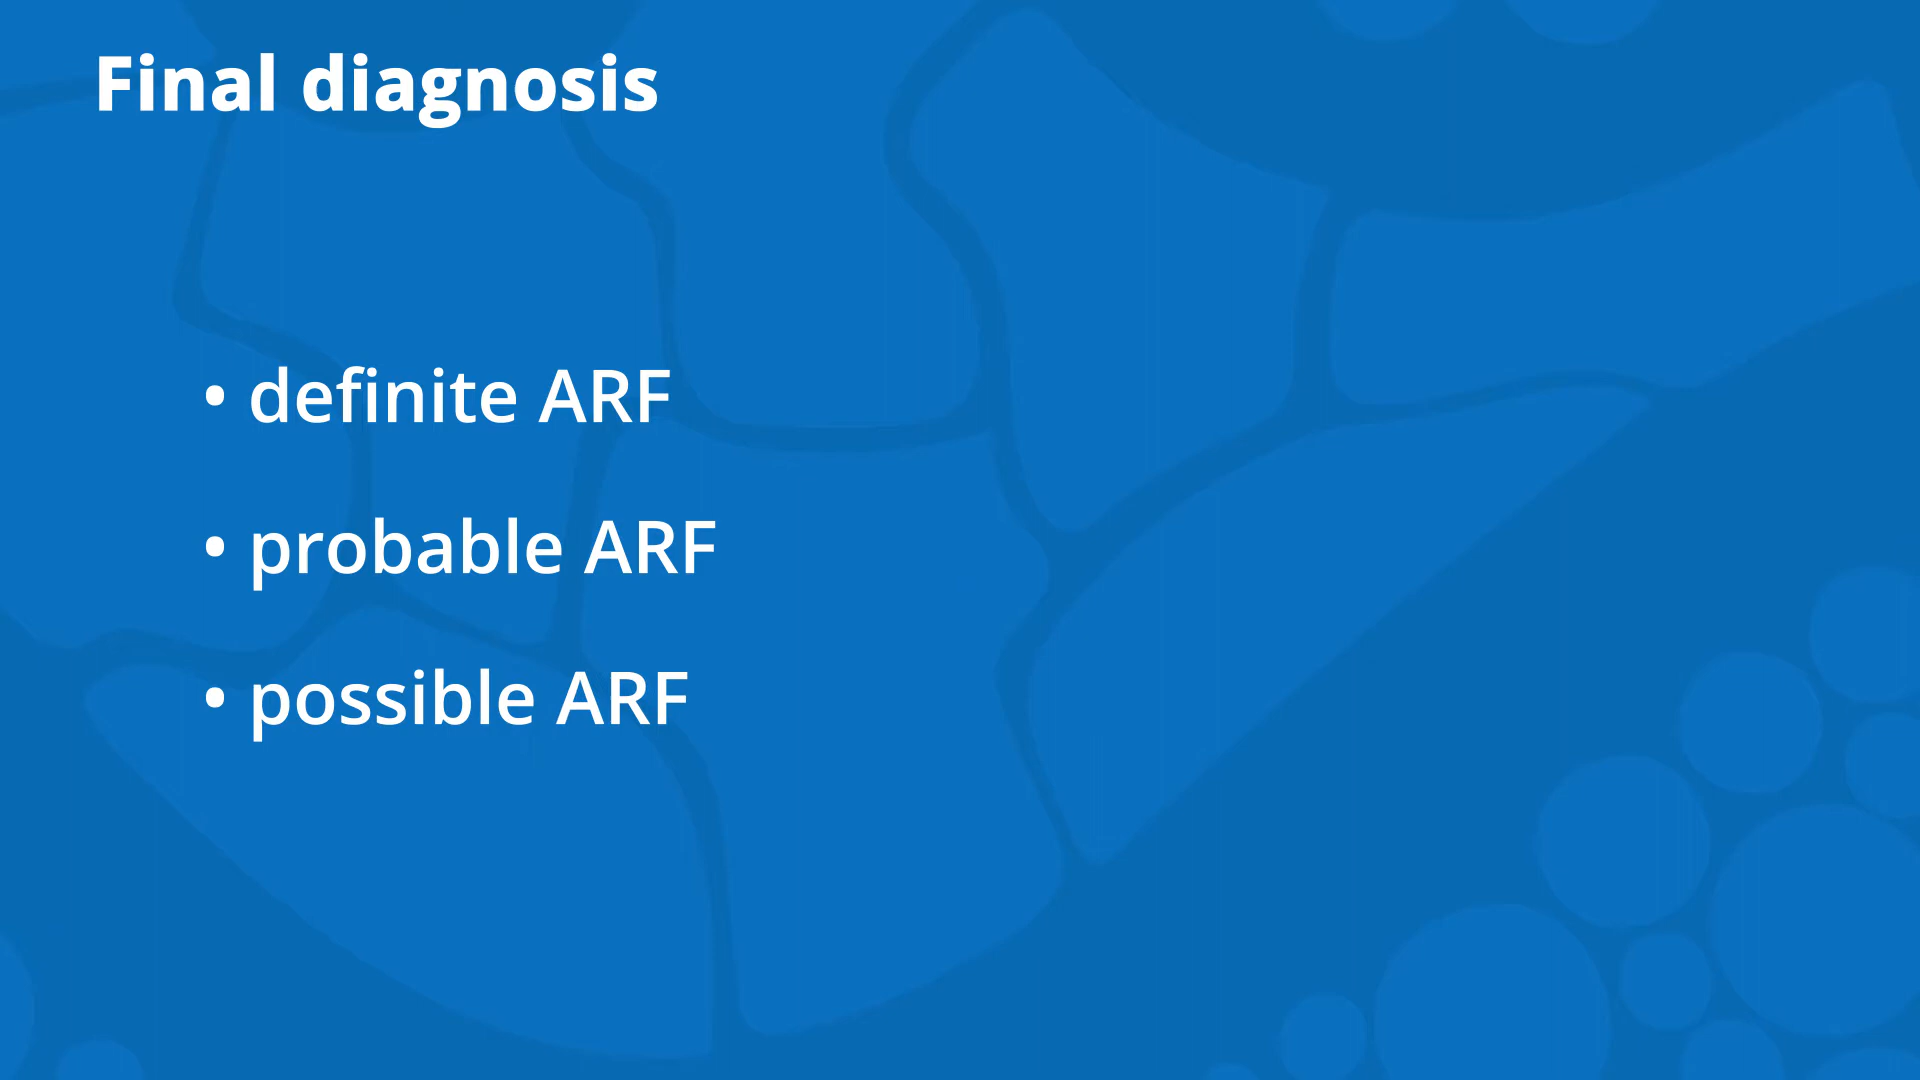 Final diagnosis
• definite ARF
• probable ARF
• possible ARF